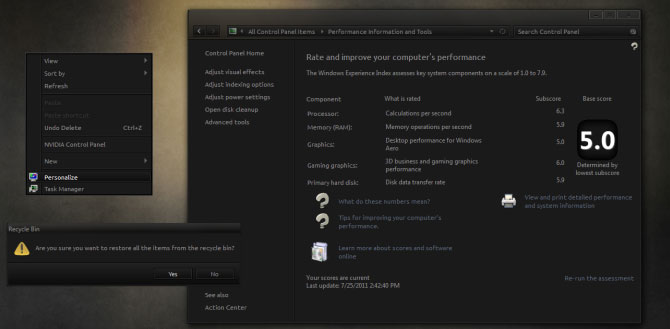 All Control Panel Items
Performance Information and Tools
Search Control Panel
Control Panel Home
Adjust visual effects
Adjust indexing options
Adjust power settings
Open disk cleanup
Advanced tools
Rate and improve your computer's performance
The Windows Experience Index assesses key system components on a scale of 1.0 to 7.9.
Component What is rated Subscore Base score
Processor: Calculations per second 6.3
Memory (RAM): Memory operations per second 5.9
Graphics: Desktop performance for Windows Aero 5.0
Gaming graphics: 3D business and gaming graphics performance 6.0
Primary hard disk: Disk data transfer rate 5.9
5.0
Determined by
lowest subscore
What do these numbers mean?
Tips for improving your computer's
performance.
Learn more about scores and software
online
View and print detailed performance
and system information
Your scores are current
Last update: 7/25/2011 2:42:40 PM
Re-run the assessment
See also
Action Center
View
Sort by
Refresh
Paste
Paste shortcut
Undo Delete Ctrl+Z
NVIDIA Control Panel
New
Personalize
Task Manager
Recycle Bin
Are you sure you want to restore all the items from the recycle bin?
Yes
No